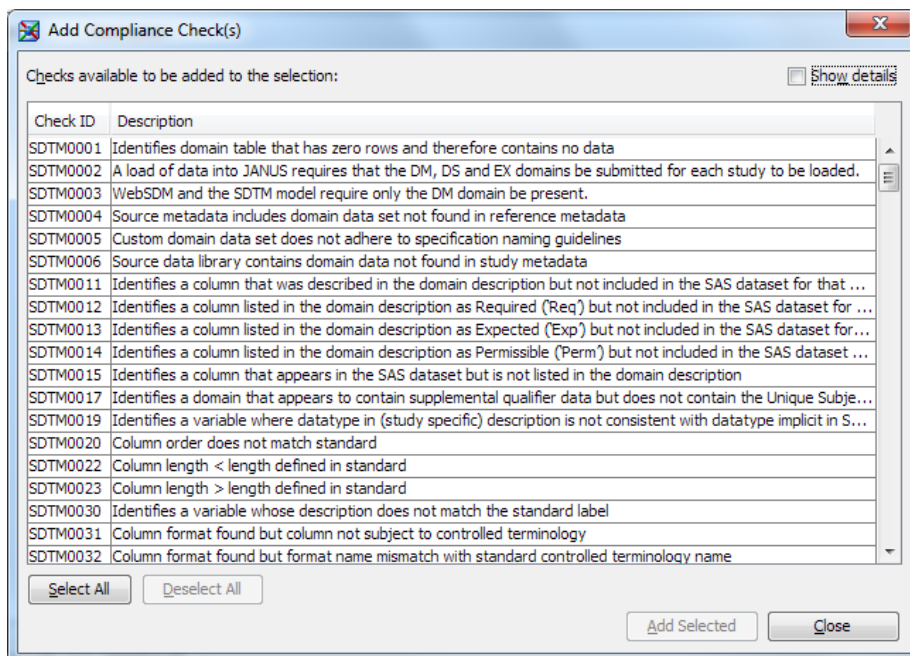 Add Compliance Check(s)
Checks available to be added to the selection:
Show details
Check ID Description
SDTM0001 Identifies domain table that has zero rows and therefore contains no data
SDTM0002 A load of data into JANUS requires that the DM, DS and EX domains be submitted for each study to be loaded.
SDTM0003 WebSDM and the SDTM model require only the DM domain be present.
SDTM0004 Source metadata includes domain data set not found in reference metadata
SDTM0005 Custom domain data set does not adhere to specification naming guidelines
SDTM0006 Source data library contains domain data not found in study metadata
SDTM0011 Identifies a column that was described in the domain description but not included in the SAS dataset for that ...
SDTM0012 Identifies a column listed in the domain description as Required ('Req') but not included in the SAS dataset for ...
SDTM0013 Identifies a column listed in the domain description as Expected ('Exp') but not included in the SAS dataset for...
SDTM0014 Identifies a column listed in the domain description as Permissible ('Perm') but not included in the SAS dataset ...
SDTM0015 Identifies a column that appears in the SAS dataset but is not listed in the domain description
SDTM0017 Identifies a domain that appears to contain supplemental qualifier data but does not contain the Unique Subje...
SDTM0019 Identifies a variable where datatype in (study specific) description is not consistent with datatype implicit in S...
SDTM0020 Column order does not match standard
SDTM0022 Column length < length defined in standard
SDTM0023 Column length > length defined in standard
SDTM0030 Identifies a variable whose description does not match the standard label
SDTM0031 Column format found but column not subject to controlled terminology
SDTM0032 Column format found but format name mismatch with standard controlled terminology name
Select All Deselect All
Add Selected Close